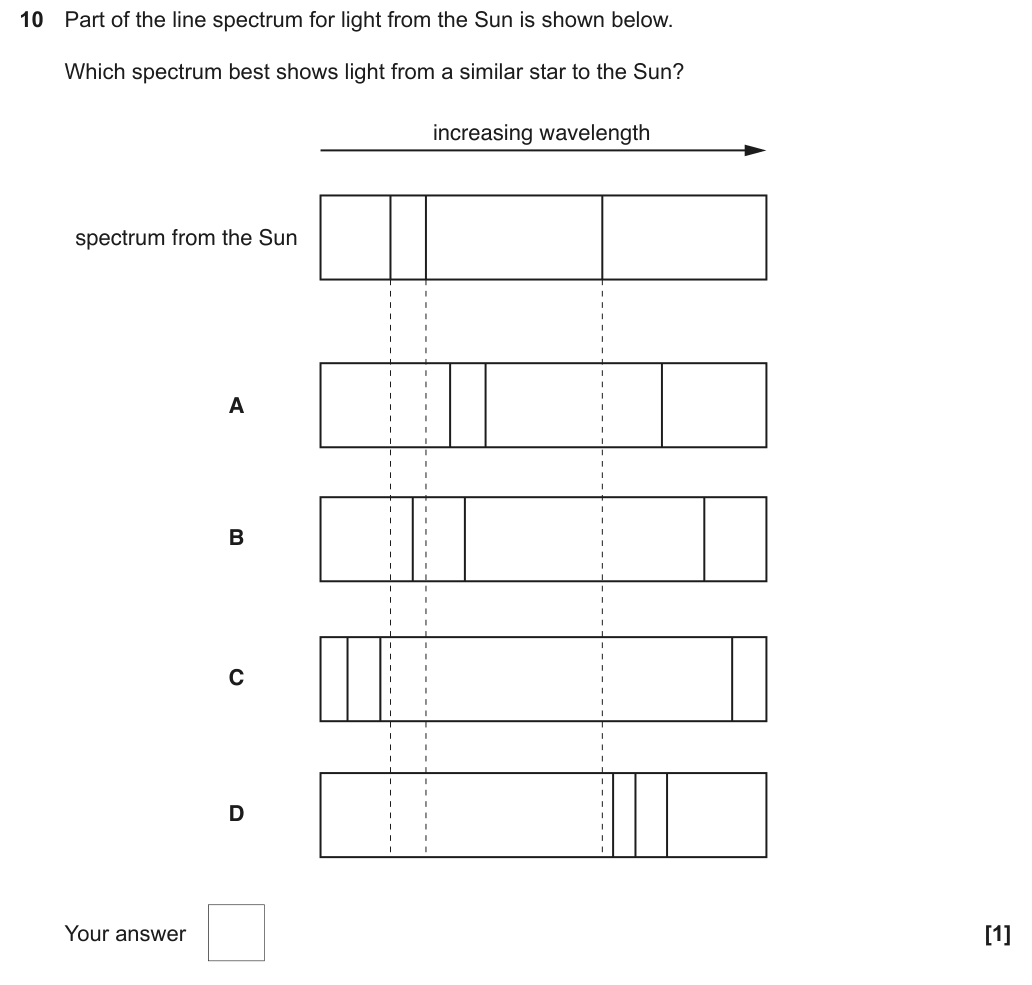 10 Part of the line spectrum for light from the Sun is shown below.
Which spectrum best shows light from a similar star to the Sun?
increasing wavelength
spectrum from the Sun
A
B
C
D
Your answer
[1]